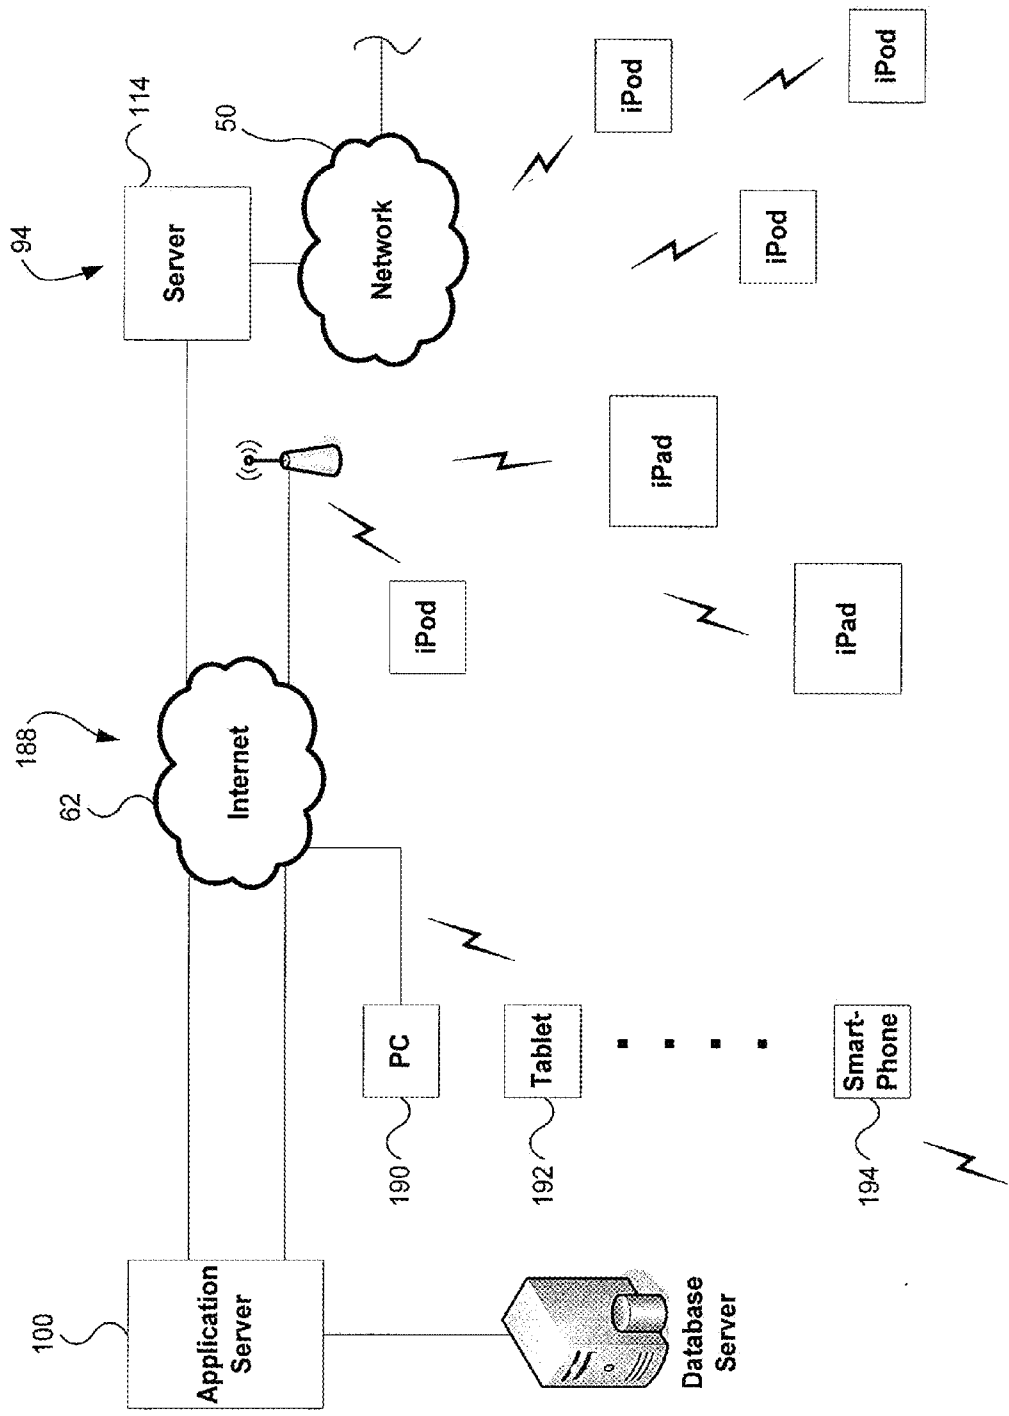 94
114
Server
50
Network
iPod
iPod
iPod
iPad
iPad
iPod
188
62
Internet
PC
190
Tablet
192
Smart-
Phone
194
100
Application
Server
Database
Server